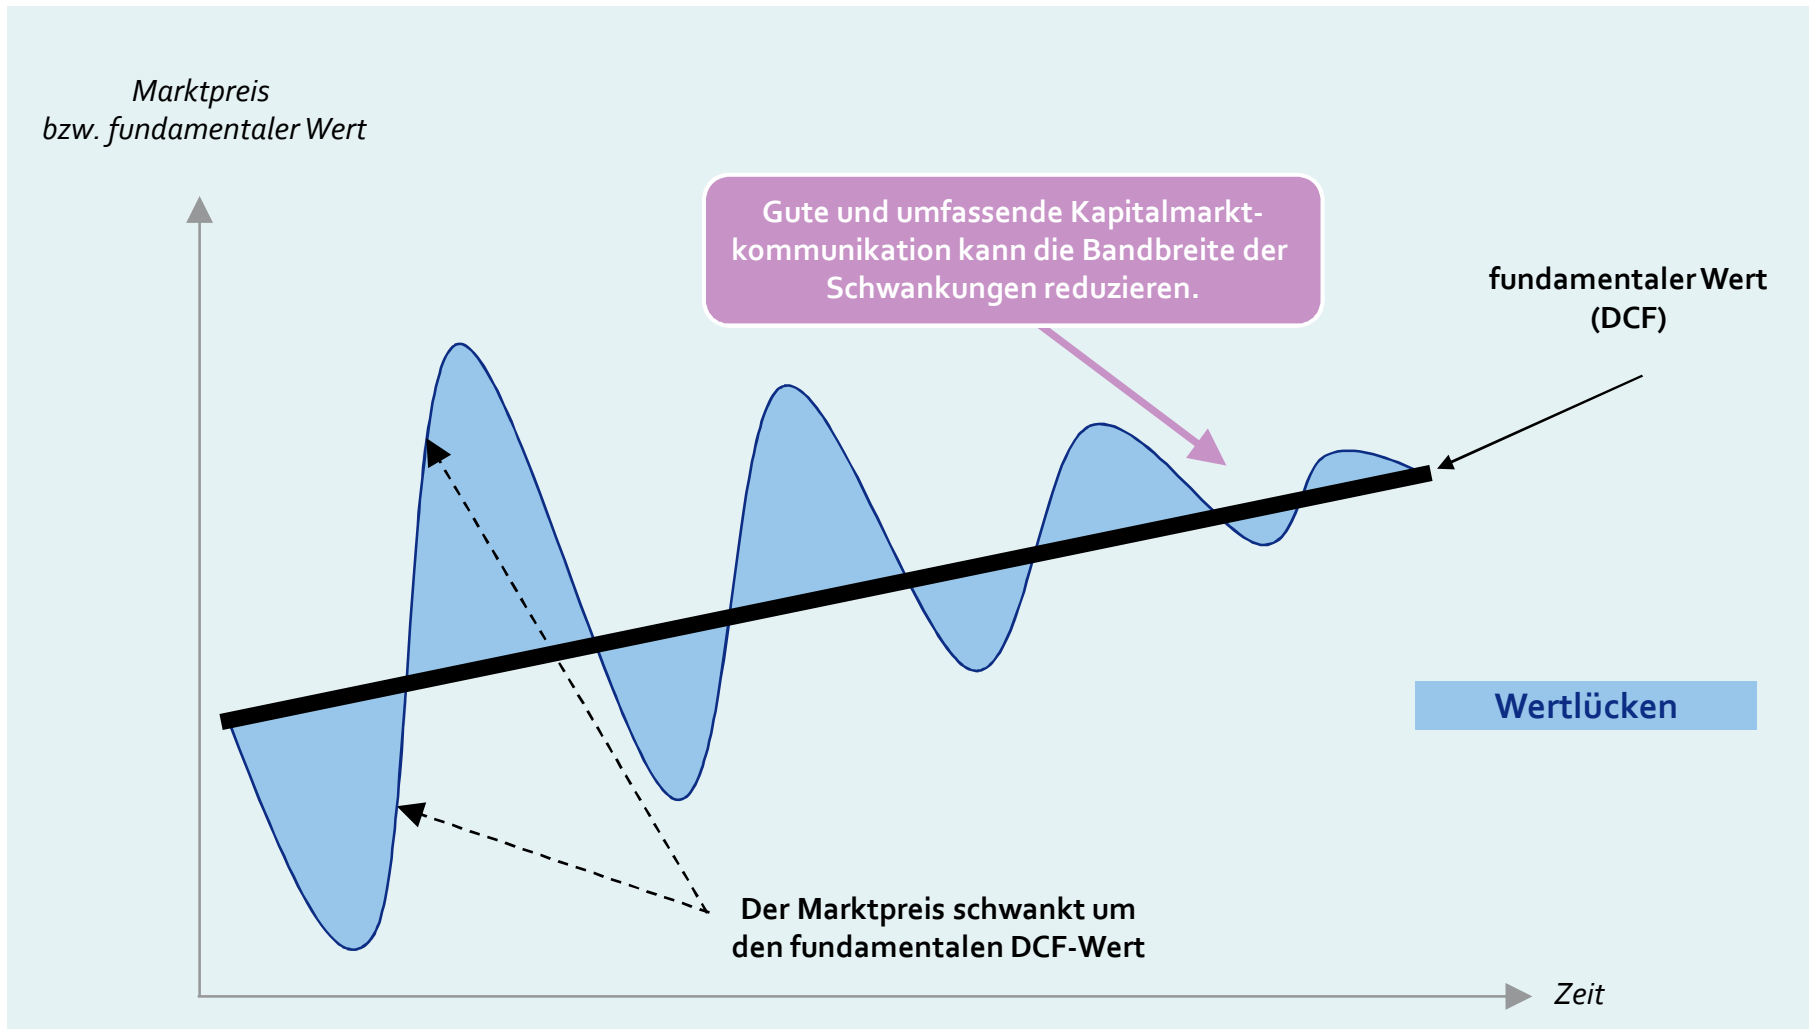 Marktpreis
bzw. fundamentaler Wert
Gute und umfassende Kapitalmarkt-
kommunikation kann die Bandbreite der
Schwankungen reduzieren.
fundamentaler Wert
(DCF)
Wertlücken
Der Marktpreis schwankt um
den fundamentalen DCF-Wert
Zeit